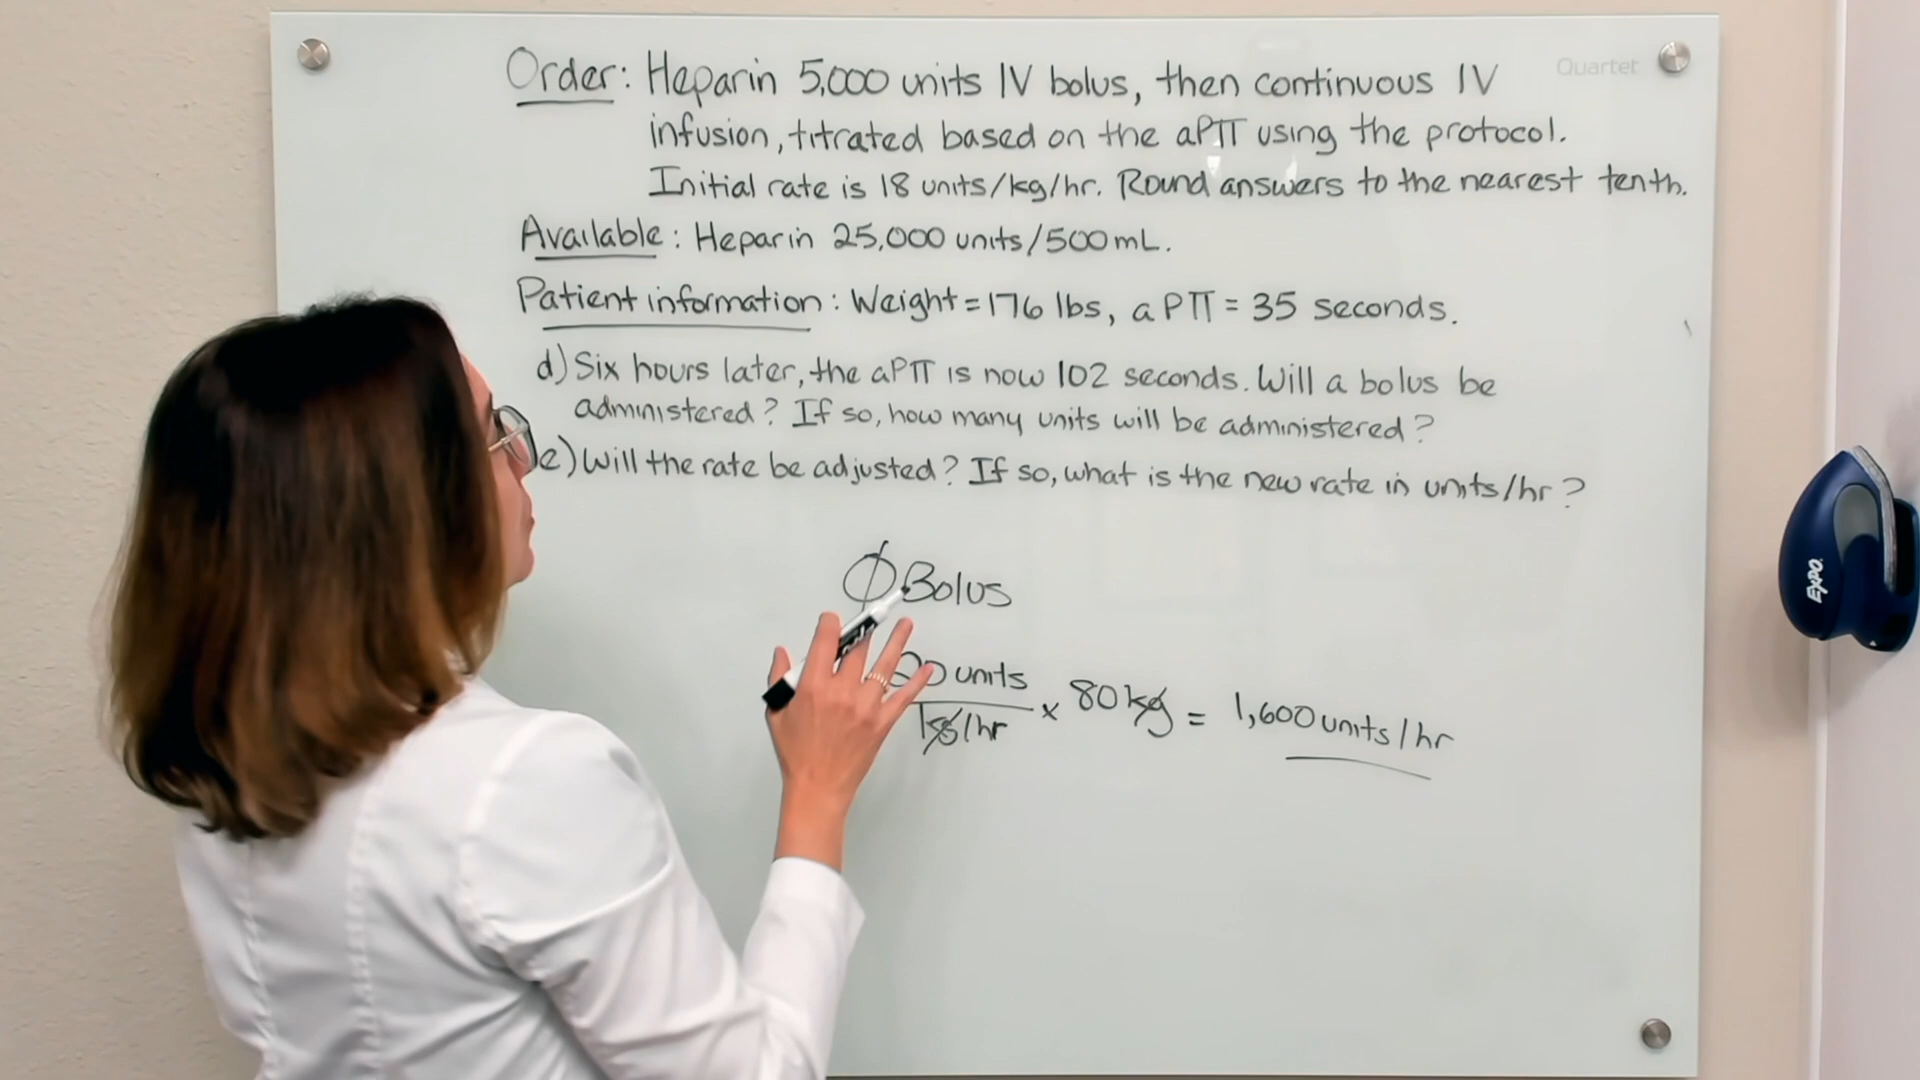 Quartet
Order: Heparin 5,000 units IV bolus, then continuous IV
infusion, titrated based on the aPTT using the protocol.
Initial rate is 18 units/kg/hr. Round answers to the nearest tenth.
Available: Heparin 25,000 units/500mL.
Patient information: Weight = 176 lbs, aPTT = 35 seconds.
d) Six hours later, the aPTT is now 102 seconds. Will a bolus be
administered? If so, how many units will be administered?
e) Will the rate be adjusted? If so, what is the new rate in units/hr?
∅ Bolus
20 units
1kg/hr × 80kg = 1,600 units/hr
EXPO